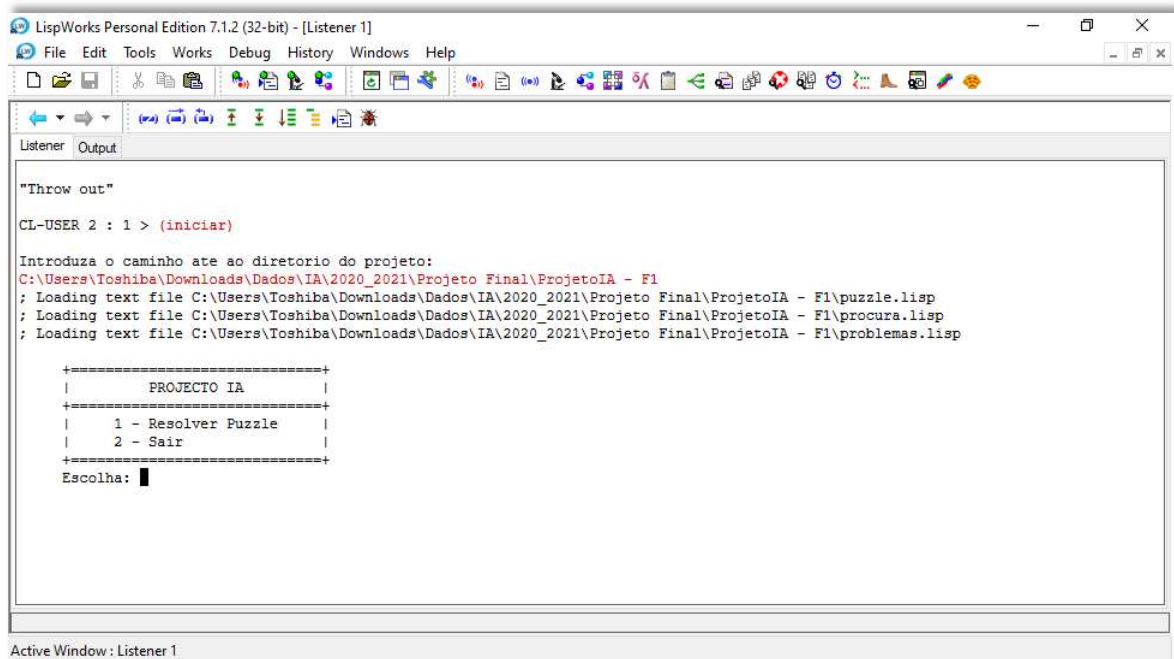 LispWorks Personal Edition 7.1.2 (32-bit) - [Listener 1]
File Edit Tools Works Debug History Windows Help
Listener Output
"Throw out"
CL-USER 2 : 1 > (iniciar)
Introduza o caminho ate ao diretorio do projeto:
C:\Users\Toshiba\Downloads\Dados\IA\2020_2021\Projeto Final\ProjetoIA - F1
; Loading text file C:\Users\Toshiba\Downloads\Dados\IA\2020_2021\Projeto Final\ProjetoIA - F1\puzzle.lisp
; Loading text file C:\Users\Toshiba\Downloads\Dados\IA\2020_2021\Projeto Final\ProjetoIA - F1\procura.lisp
; Loading text file C:\Users\Toshiba\Downloads\Dados\IA\2020_2021\Projeto Final\ProjetoIA - F1\problemas.lisp
+==============================+
| PROJECTO IA |
+==============================+
| 1 - Resolver Puzzle |
| 2 - Sair |
+==============================+
Escolha:
Active Window : Listener 1